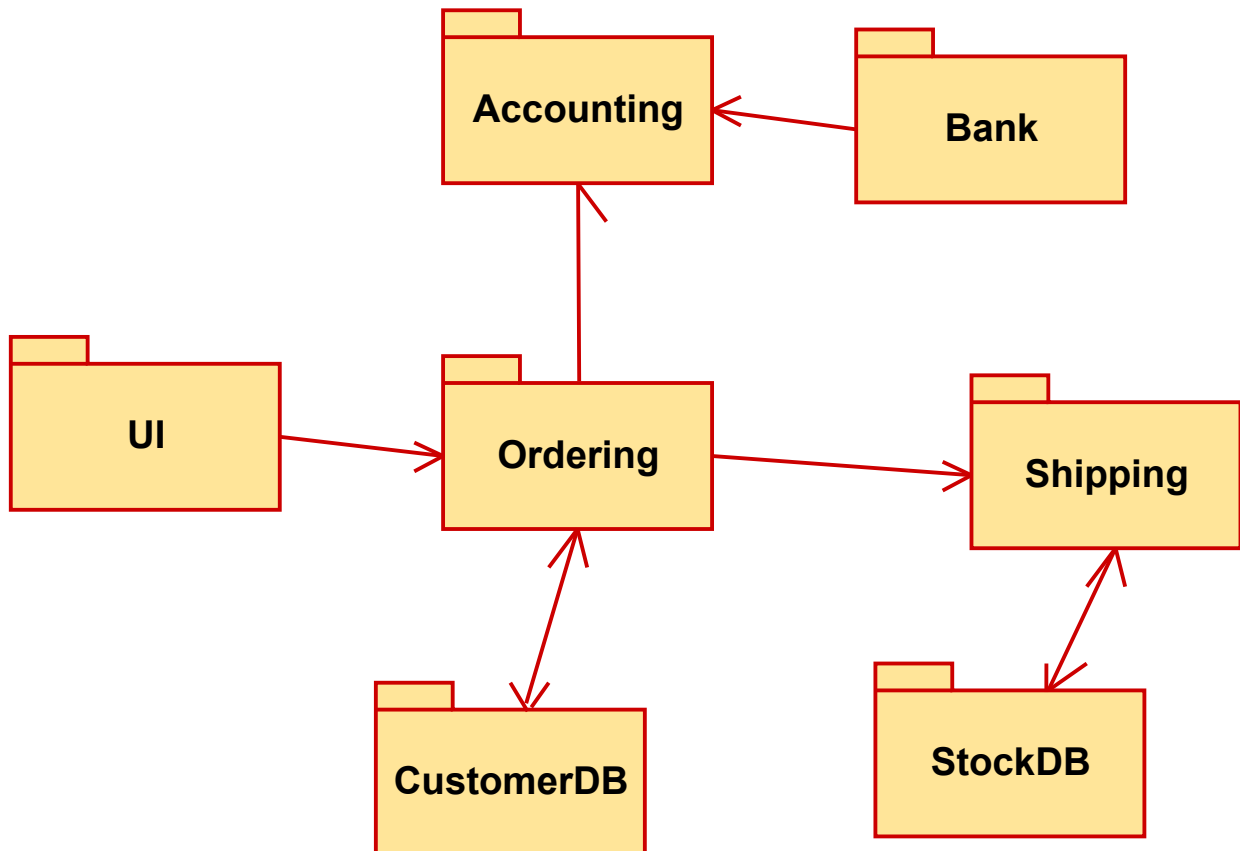 Accounting
Bank
UI
Ordering
Shipping
CustomerDB
StockDB